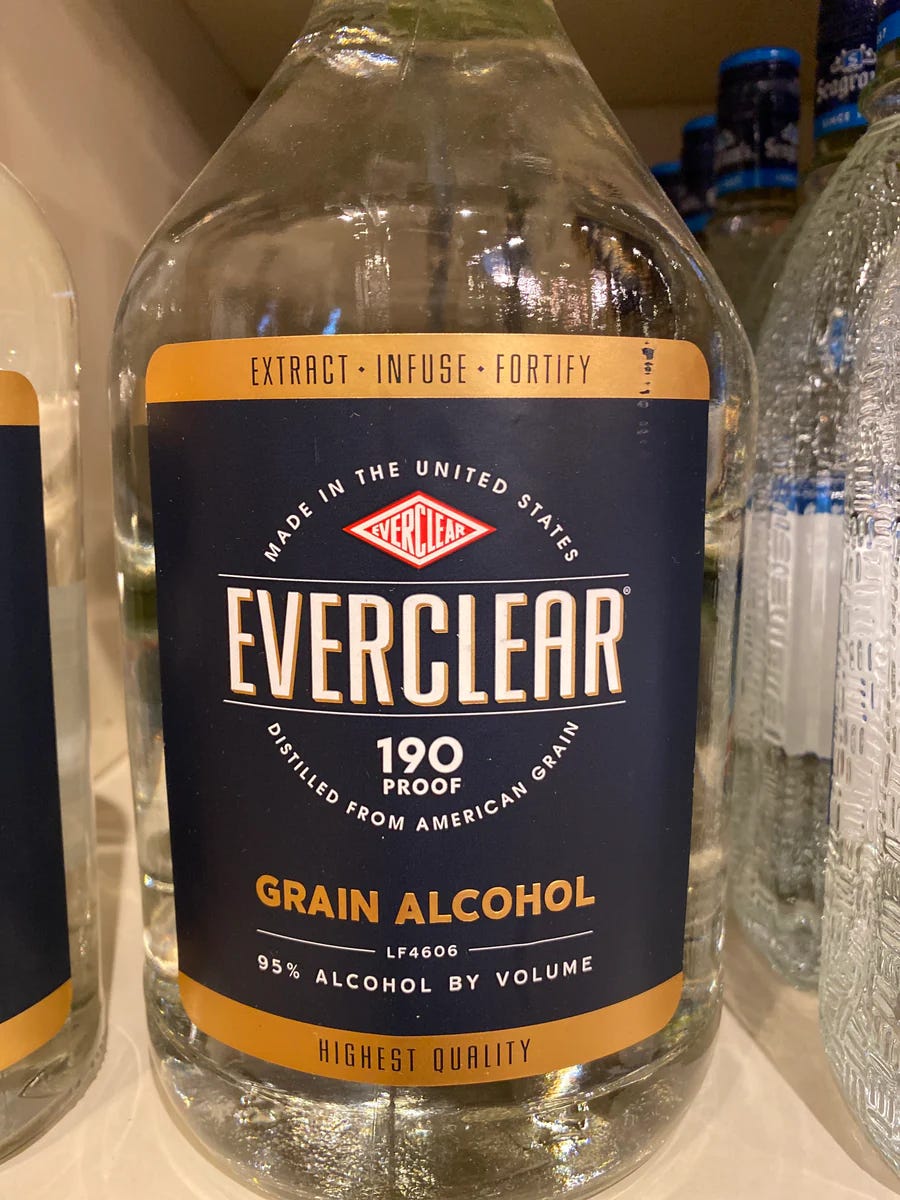 EXTRACT • INFUSE • FORTIFY
MADE IN THE UNITED STATES
EVERCLEAR
EVERCLEAR®
190
PROOF
DISTILLED FROM AMERICAN GRAIN
GRAIN ALCOHOL
LF4606
95% ALCOHOL BY VOLUME
HIGHEST QUALITY